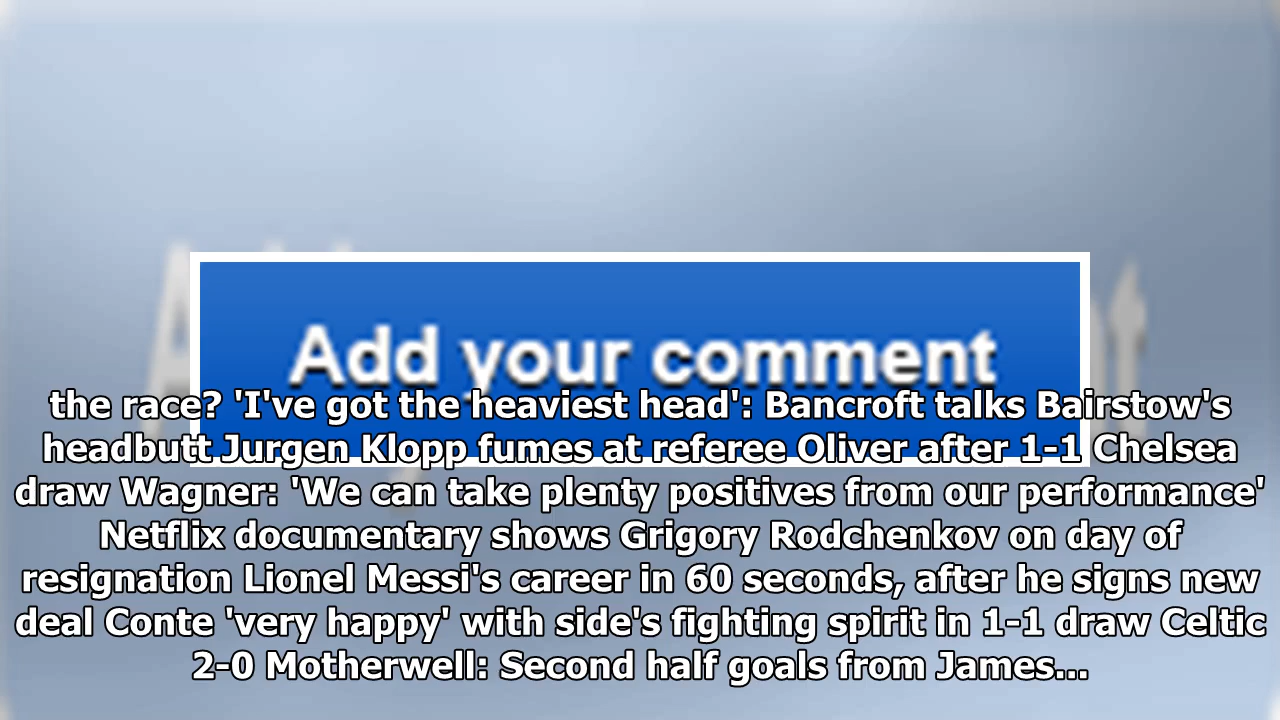 Add your comment
the race? 'I've got the heaviest head': Bancroft talks Bairstow's
headbutt Jurgen Klopp fumes at referee Oliver after 1-1 Chelsea
draw Wagner: 'We can take plenty positives from our performance'
Netflix documentary shows Grigory Rodchenkov on day of
resignation Lionel Messi's career in 60 seconds, after he signs new
deal Conte 'very happy' with side's fighting spirit in 1-1 draw Celtic
2-0 Motherwell: Second half goals from James...